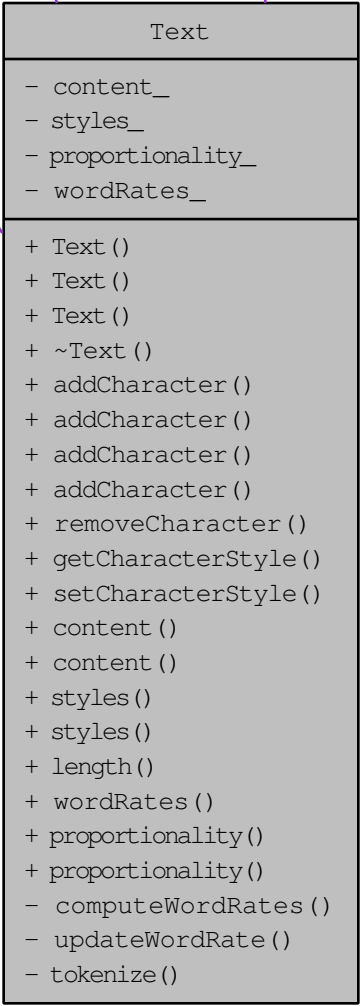 Text
- content_
- styles_
- proportionality_
- wordRates_
+ Text()
+ Text()
+ Text()
+ ~Text()
+ addCharacter()
+ addCharacter()
+ addCharacter()
+ addCharacter()
+ removeCharacter()
+ getCharacterStyle()
+ setCharacterStyle()
+ content()
+ content()
+ styles()
+ styles()
+ length()
+ wordRates()
+ proportionality()
+ proportionality()
- computeWordRates()
- updateWordRate()
- tokenize()